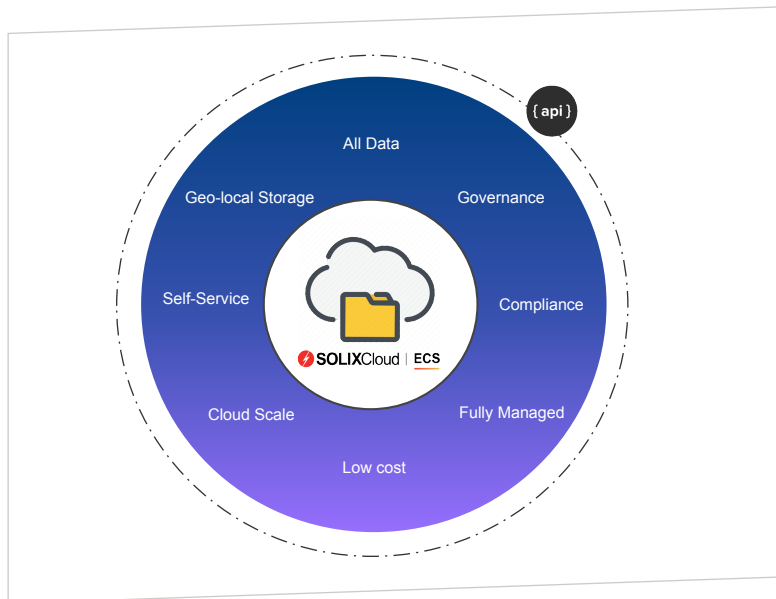 { api }
All Data
Geo-local Storage
Governance
Self-Service
Compliance
SOLIXCloud | ECS
Cloud Scale
Fully Managed
Low cost